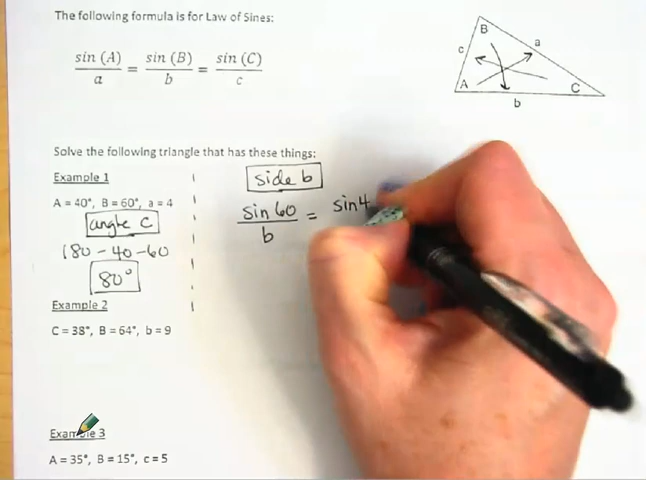 The following formula is for Law of Sines:
sin (A) / a = sin (B) / b = sin (C) / c
B
c
a
A
C
b
Solve the following triangle that has these things:
Example 1
A = 40°, B = 60°, a = 4
angle C
180 - 40 - 60
80°
side b
sin 60 / b = sin 4
Example 2
C = 38°, B = 64°, b = 9
Example 3
A = 35°, B = 15°, c = 5